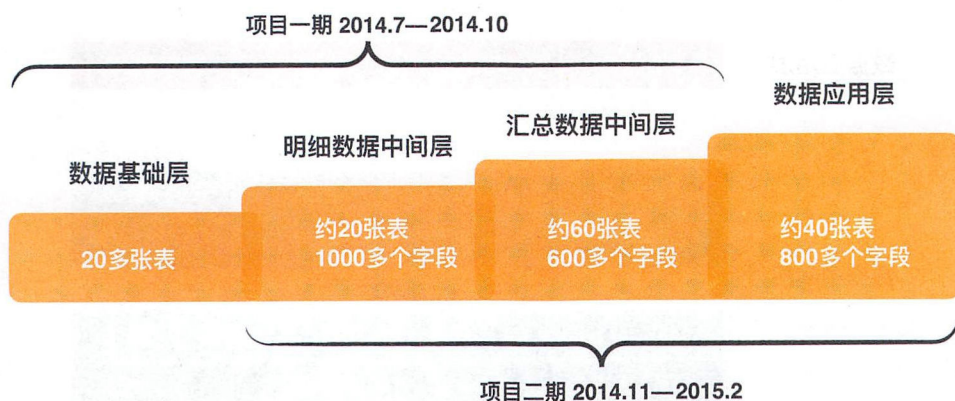 项目一期 2014.7—2014.10
数据基础层
明细数据中间层
汇总数据中间层
数据应用层
20多张表
约20张表
1000多个字段
约60张表
600多个字段
约40张表
800多个字段
项目二期 2014.11—2015.2